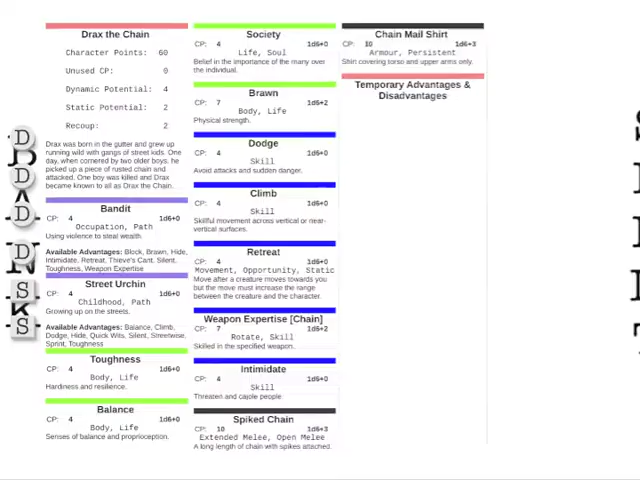 Drax the Chain
Character Points: 60
Unused CP: 0
Dynamic Potential: 4
Static Potential: 2
Recoup: 2
Drax was born in the gutter and grew up
running wild with gangs of street kids. One
day, when cornered by two older boys, he
picked up a piece of rusted chain and
attacked. One boy was killed and Drax
became known to all as Drax the Chain.
Bandit
CP: 4 1d6+0
Occupation, Path
Using violence to steal wealth.
Available Advantages: Block, Brawn, Hide,
Intimidate, Retreat, Thieve's Cant, Silent,
Toughness, Weapon Expertise
Street Urchin
CP: 4 1d6+0
Childhood, Path
Growing up on the streets.
Available Advantages: Balance, Climb,
Dodge, Hide, Quick Wits, Silent, Streetwise,
Sprint, Toughness
Toughness
CP: 4 1d6+0
Body, Life
Hardiness and resilience.
Balance
CP: 4 1d6+0
Body, Life
Senses of balance and proprioception.
Society
CP: 4 1d6+0
Life, Soul
Belief in the importance of the many over
the individual.
Brawn
CP: 7 1d6+2
Body, Life
Physical strength.
Dodge
CP: 4 1d6+0
Skill
Avoid attacks and sudden danger.
Climb
CP: 4 1d6+0
Skill
Skillful movement across vertical or near-
vertical surfaces.
Retreat
CP: 4 1d6+0
Movement, Opportunity, Static
Move after a creature moves towards you
but the move must increase the range
between the creature and the character.
Weapon Expertise [Chain]
CP: 7 1d6+2
Rotate, Skill
Skilled in the specified weapon.
Intimidate
CP: 4 1d6+0
Skill
Threaten and cajole people
Spiked Chain
CP: 10 1d6+3
Extended Melee, Open Melee
A long length of chain with spikes attached.
Chain Mail Shirt
CP: 10 1d6+3
Armour, Persistent
Shirt covering torso and upper arms only.
Temporary Advantages &
Disadvantages
D
D
D
S
S